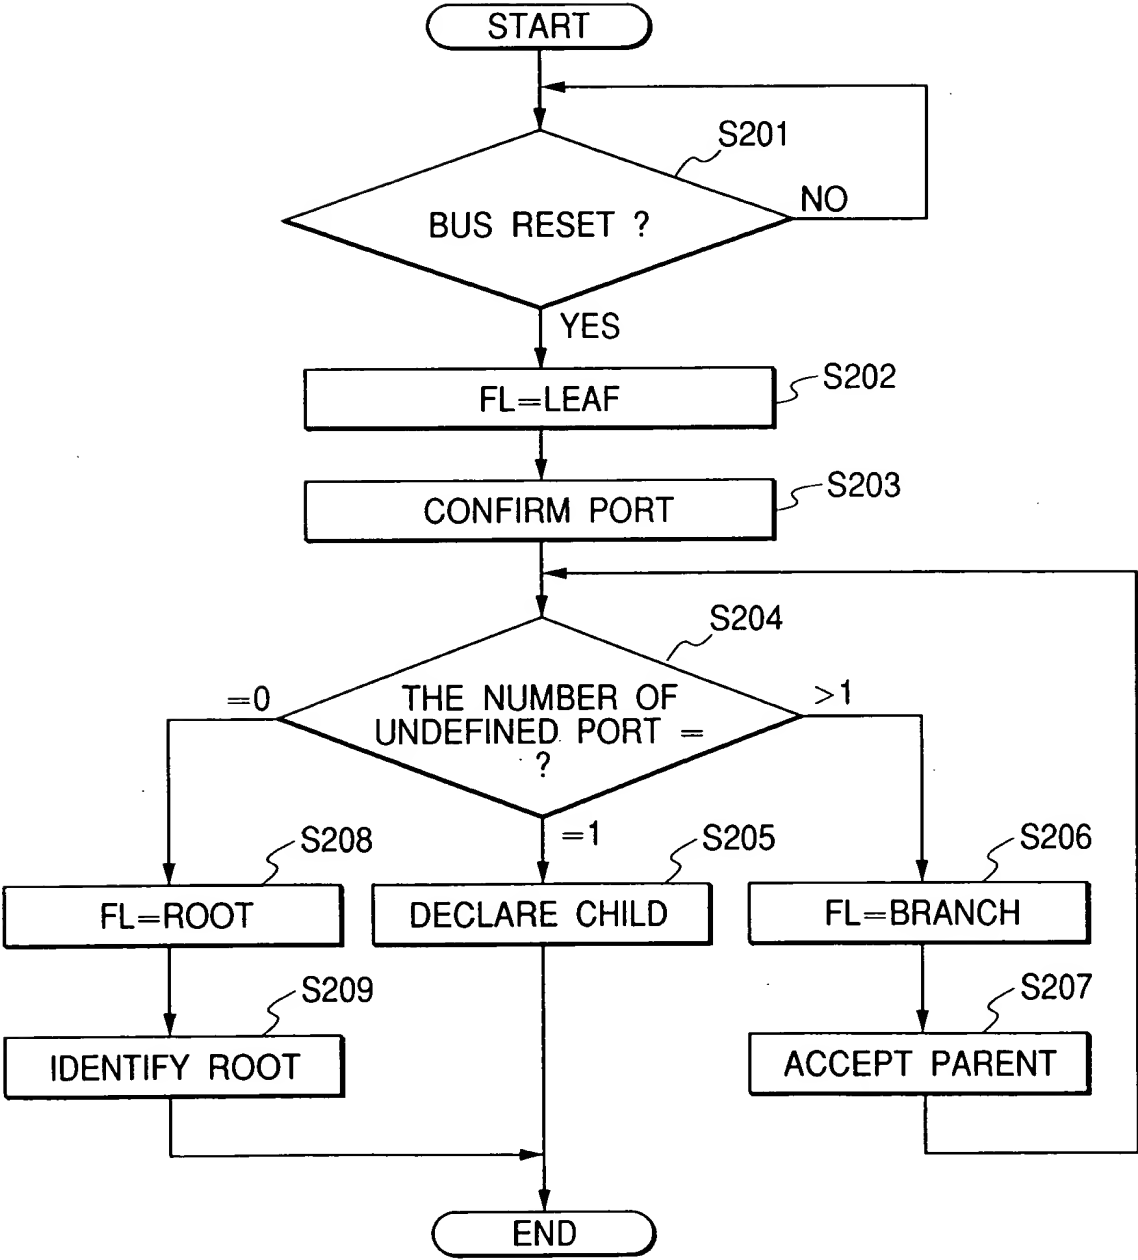 START
S201
BUS RESET ?
NO
YES
S202
FL=LEAF
S203
CONFIRM PORT
S204
=0
THE NUMBER OF
UNDEFINED PORT =
?
>1
=1
S208
FL=ROOT
S205
DECLARE CHILD
S206
FL=BRANCH
S209
IDENTIFY ROOT
S207
ACCEPT PARENT
END